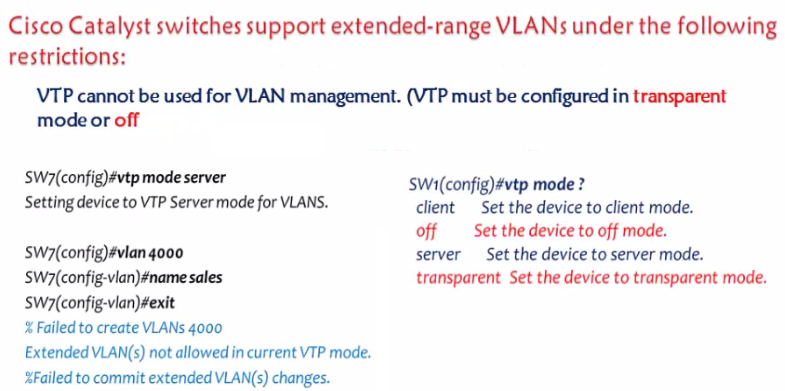 Cisco Catalyst switches support extended-range VLANs under the following
restrictions:
VTP cannot be used for VLAN management. (VTP must be configured in transparent
mode or off
SW7(config)#vtp mode server
Setting device to VTP Server mode for VLANS.
SW7(config)#vlan 4000
SW7(config-vlan)#name sales
SW7(config-vlan)#exit
% Failed to create VLANs 4000
Extended VLAN(s) not allowed in current VTP mode.
%Failed to commit extended VLAN(s) changes.
SW1(config)#vtp mode ?
client Set the device to client mode.
off Set the device to off mode.
server Set the device to server mode.
transparent Set the device to transparent mode.